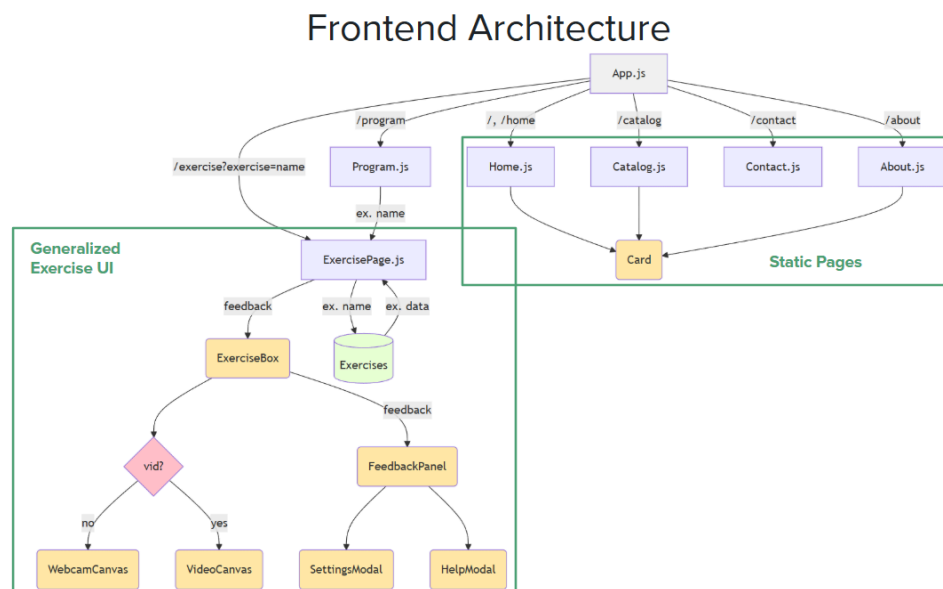 Frontend Architecture
App.js
/program
/, /home
/catalog
/contact
/about
/exercise?exercise=name
Program.js
Home.js
Catalog.js
Contact.js
About.js
ex. name
Generalized
Exercise UI
ExercisePage.js
Card
Static Pages
feedback
ex. name
ex. data
ExerciseBox
Exercises
feedback
vid?
FeedbackPanel
no
yes
WebcamCanvas
VideoCanvas
SettingsModal
HelpModal